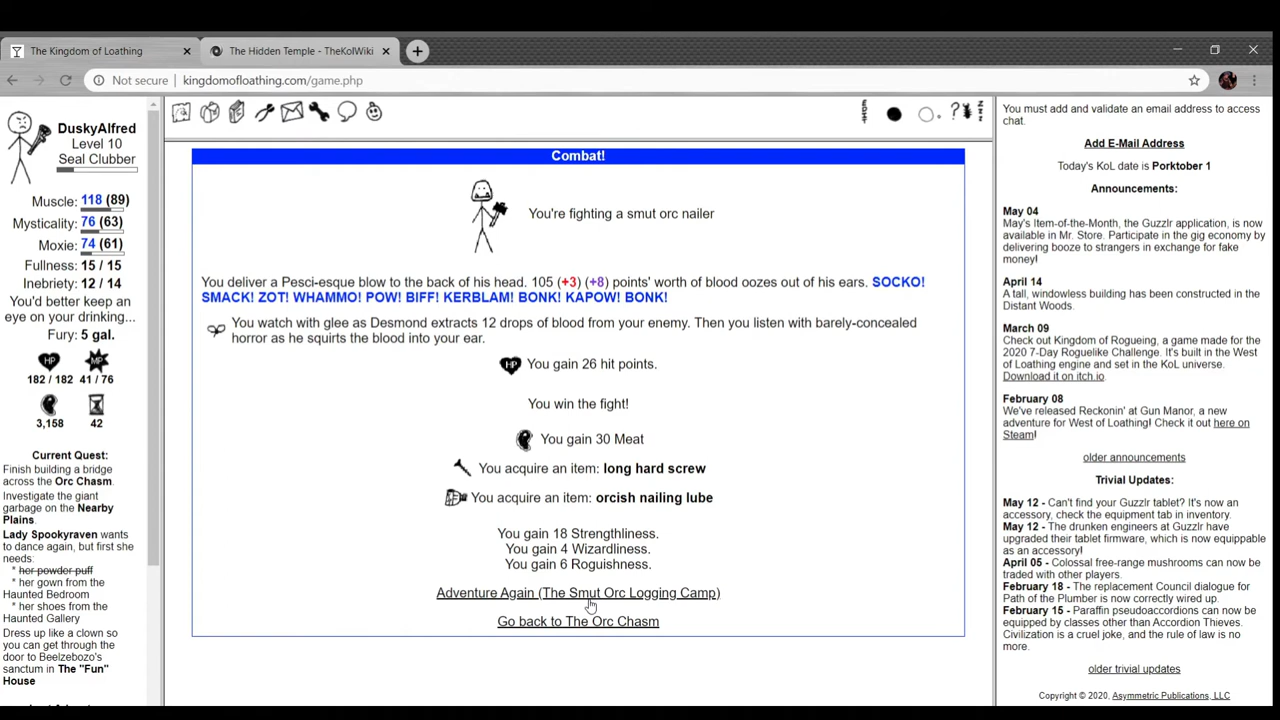 The Kingdom of Loathing
The Hidden Temple - TheKolWiki
Not secure | kingdomofloathing.com/game.php
DuskyAlfred
Level 10
Seal Clubber
Muscle: 118 (89)
Mysticality: 76 (63)
Moxie: 74 (61)
Fullness: 15 / 15
Inebriety: 12 / 14
You'd better keep an
eye on your drinking...
Fury: 5 gal.
HP
MP
182 / 182 41 / 76
3,158 42
Current Quest:
Finish building a bridge
across the Orc Chasm.
Investigate the giant
garbage on the Nearby
Plains.
Lady Spookyraven wants
to dance again, but first she
needs:
* her powder puff
* her gown from the
Haunted Bedroom
* her shoes from the
Haunted Gallery
Dress up like a clown so
you can get through the
door to Beelzebozo's
sanctum in The "Fun"
House
Combat!
You're fighting a smut orc nailer
You deliver a Pesci-esque blow to the back of his head. 105 (+3) (+8) points' worth of blood oozes out of his ears. SOCKO!
SMACK! ZOT! WHAMMO! POW! BIFF! KERBLAM! BONK! KAPOW! BONK!
You watch with glee as Desmond extracts 12 drops of blood from your enemy. Then you listen with barely-concealed
horror as he squirts the blood into your ear.
HP
You gain 26 hit points.
You win the fight!
You gain 30 Meat
You acquire an item: long hard screw
You acquire an item: orcish nailing lube
You gain 18 Strengthliness.
You gain 4 Wizardliness.
You gain 6 Roguishness.
Adventure Again (The Smut Orc Logging Camp)
Go back to The Orc Chasm
You must add and validate an email address to access
chat.
Add E-Mail Address
Today's KoL date is Porktober 1
Announcements:
May 04
May's Item-of-the-Month, the Guzzlr application, is now
available in Mr. Store. Participate in the gig economy by
delivering booze to strangers in exchange for fake
money!
April 14
A tall, windowless building has been constructed in the
Distant Woods.
March 09
Check out Kingdom of Rogueing, a game made for the
2020 7-Day Roguelike Challenge. It's built in the West
of Loathing engine and set in the KoL universe.
Download it on itch.io.
February 08
We've released Reckonin' at Gun Manor, a new
adventure for West of Loathing! Check it out here on
Steam!
older announcements
Trivial Updates:
May 12 - Can't find your Guzzlr tablet? It's now an
accessory, check the equipment tab in inventory.
May 12 - The drunken engineers at Guzzlr have
upgraded their tablet firmware, which is now equippable
as an accessory!
April 05 - Colossal free-range mushrooms can now be
traded with other players.
February 18 - The replacement Council dialogue for
Path of the Plumber is now correctly wired up.
February 15 - Paraffin pseudoaccordions can now be
equipped by classes other than Accordion Thieves.
Civilization is a cruel joke, and the rule of law is no
more.
older trivial updates
Copyright © 2020, Asymmetric Publications, LLC